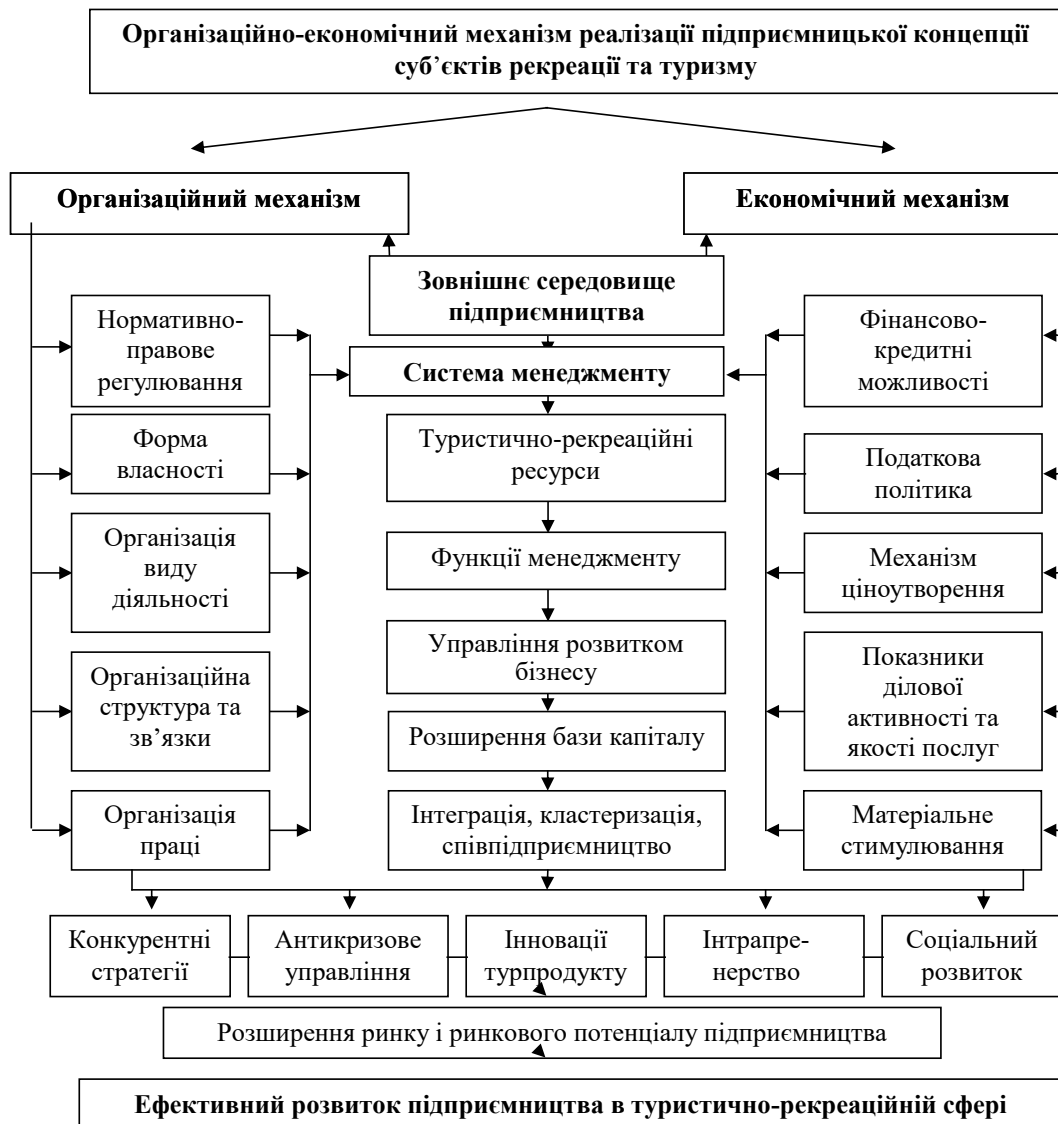 Організаційно-економічний механізм реалізації підприємницької концепції
суб’єктів рекреації та туризму
Організаційний механізм
Економічний механізм
Зовнішнє середовище
підприємництва
Система менеджменту
Нормативно-
правове
регулювання
Форма
власності
Організація
виду
діяльності
Організаційна
структура та
зв’язки
Організація
праці
Туристично-рекреаційні
ресурси
Функції менеджменту
Управління розвитком
бізнесу
Розширення бази капіталу
Інтеграція, кластеризація,
співпідприємництво
Фінансово-
кредитні
можливості
Податкова
політика
Механізм
ціноутворення
Показники
ділової
активності та
якості послуг
Матеріальне
стимулювання
Конкурентні
стратегії
Антикризове
управління
Інновації
турпродукту
Інтрапре-
нерство
Соціальний
розвиток
Розширення ринку і ринкового потенціалу підприємництва
Ефективний розвиток підприємництва в туристично-рекреаційній сфері